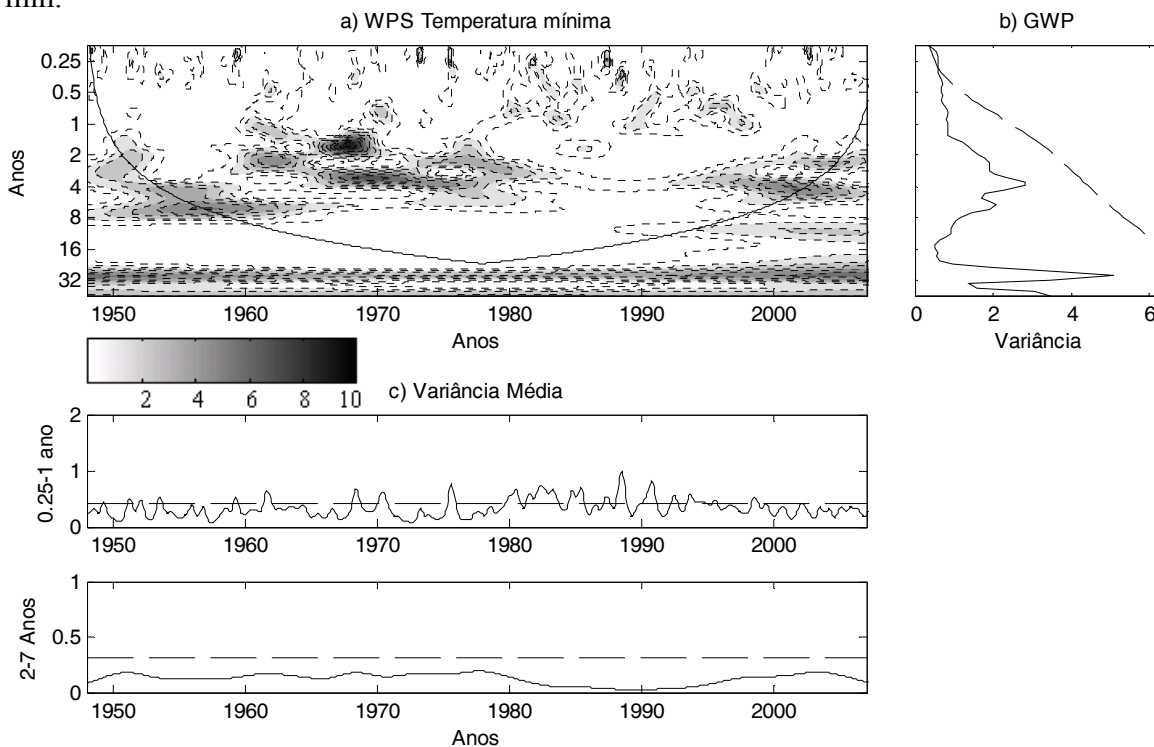 min.
a) WPS Temperatura mínima
b) GWP
Anos
0.25
0.5
1
2
4
8
16
32
1950 1960 1970 1980 1990 2000
Anos
0 2 4 6
Variância
2 4 6 8 10
c) Variância Média
0.25-1 ano
2
1
0
1950 1960 1970 1980 1990 2000
2-7 Anos
1
0.5
0
1950 1960 1970 1980 1990 2000
Anos